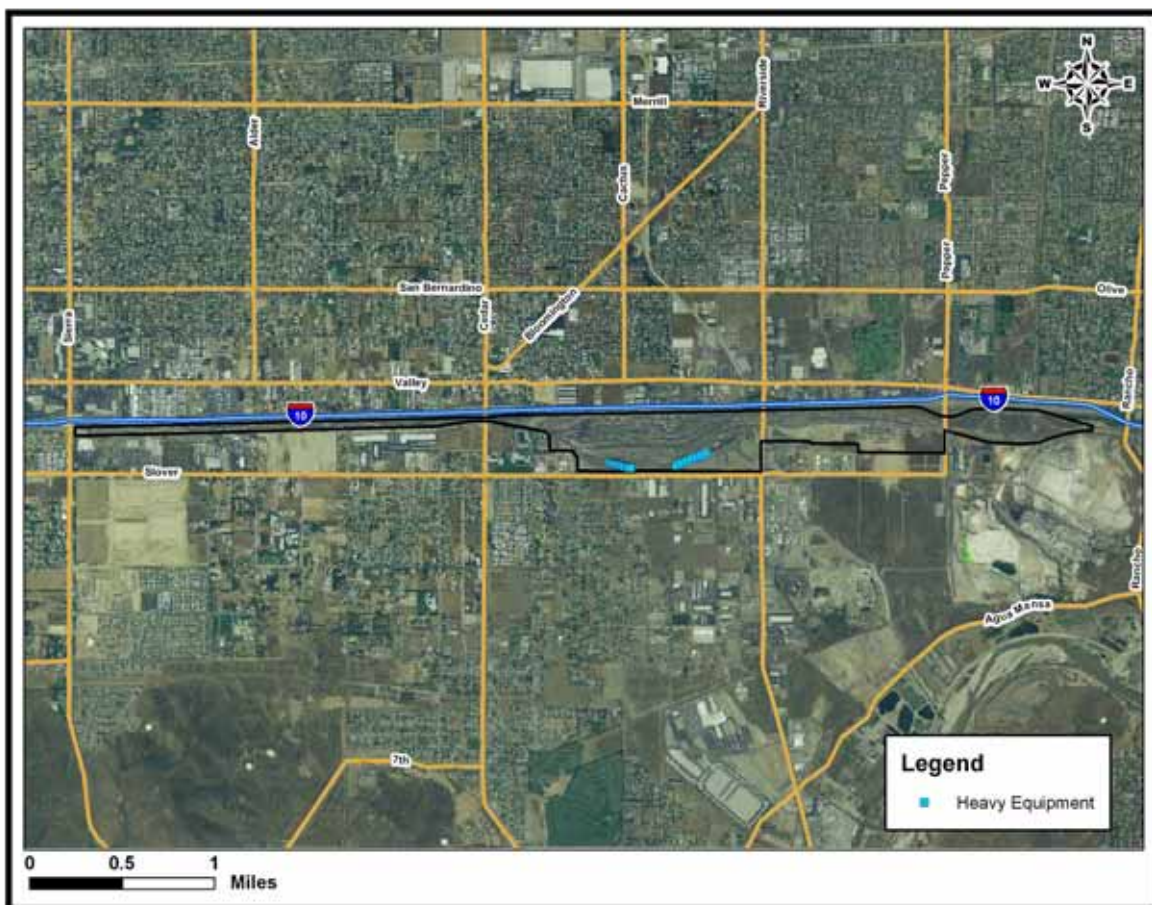 N
W E
S
Merrill
Riverside
Alder
Cactus
Pepper
Pepper
San Bernardino
Olive
Sierra
Cedar
Bloomington
Valley
Rancho
10
10
Slover
Rancho
Agua Mansa
7th
Legend
Heavy Equipment
0 0.5 1
Miles